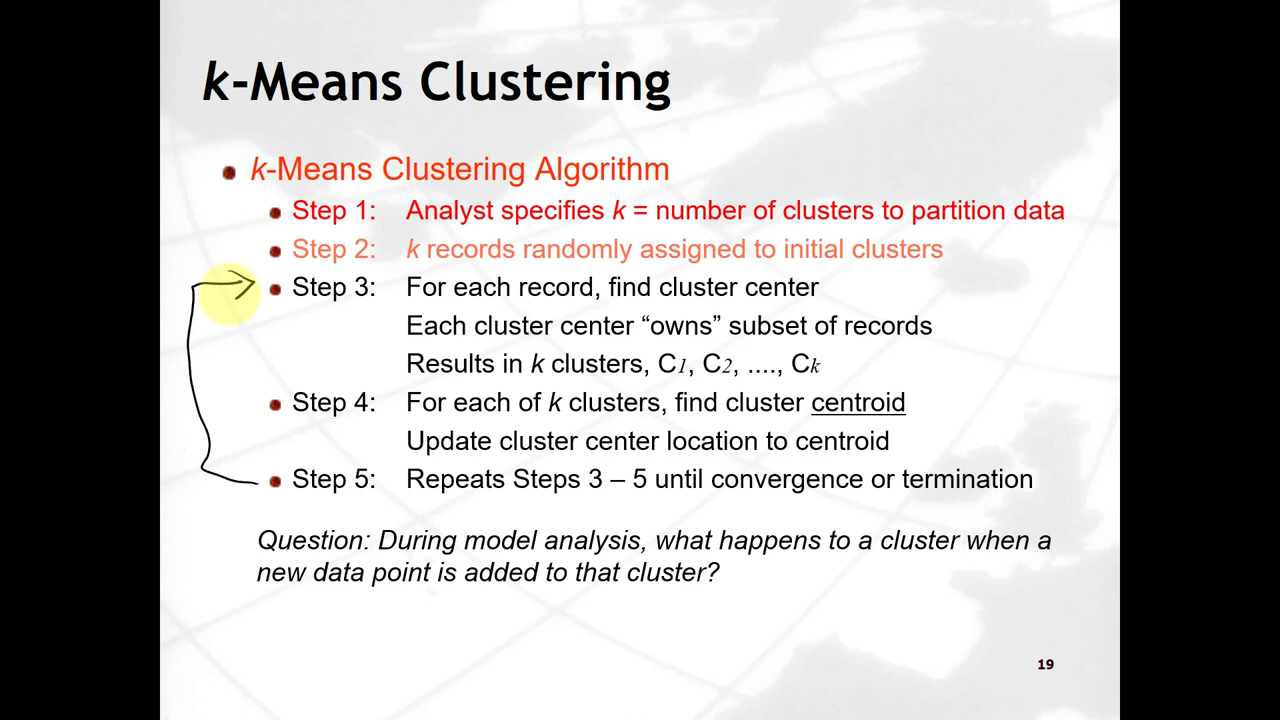 k-Means Clustering
k-Means Clustering Algorithm
Step 1: Analyst specifies k = number of clusters to partition data
Step 2: k records randomly assigned to initial clusters
Step 3: For each record, find cluster center
Each cluster center “owns” subset of records
Results in k clusters, C1, C2, ...., Ck
Step 4: For each of k clusters, find cluster centroid
Update cluster center location to centroid
Step 5: Repeats Steps 3 – 5 until convergence or termination
Question: During model analysis, what happens to a cluster when a
new data point is added to that cluster?
19